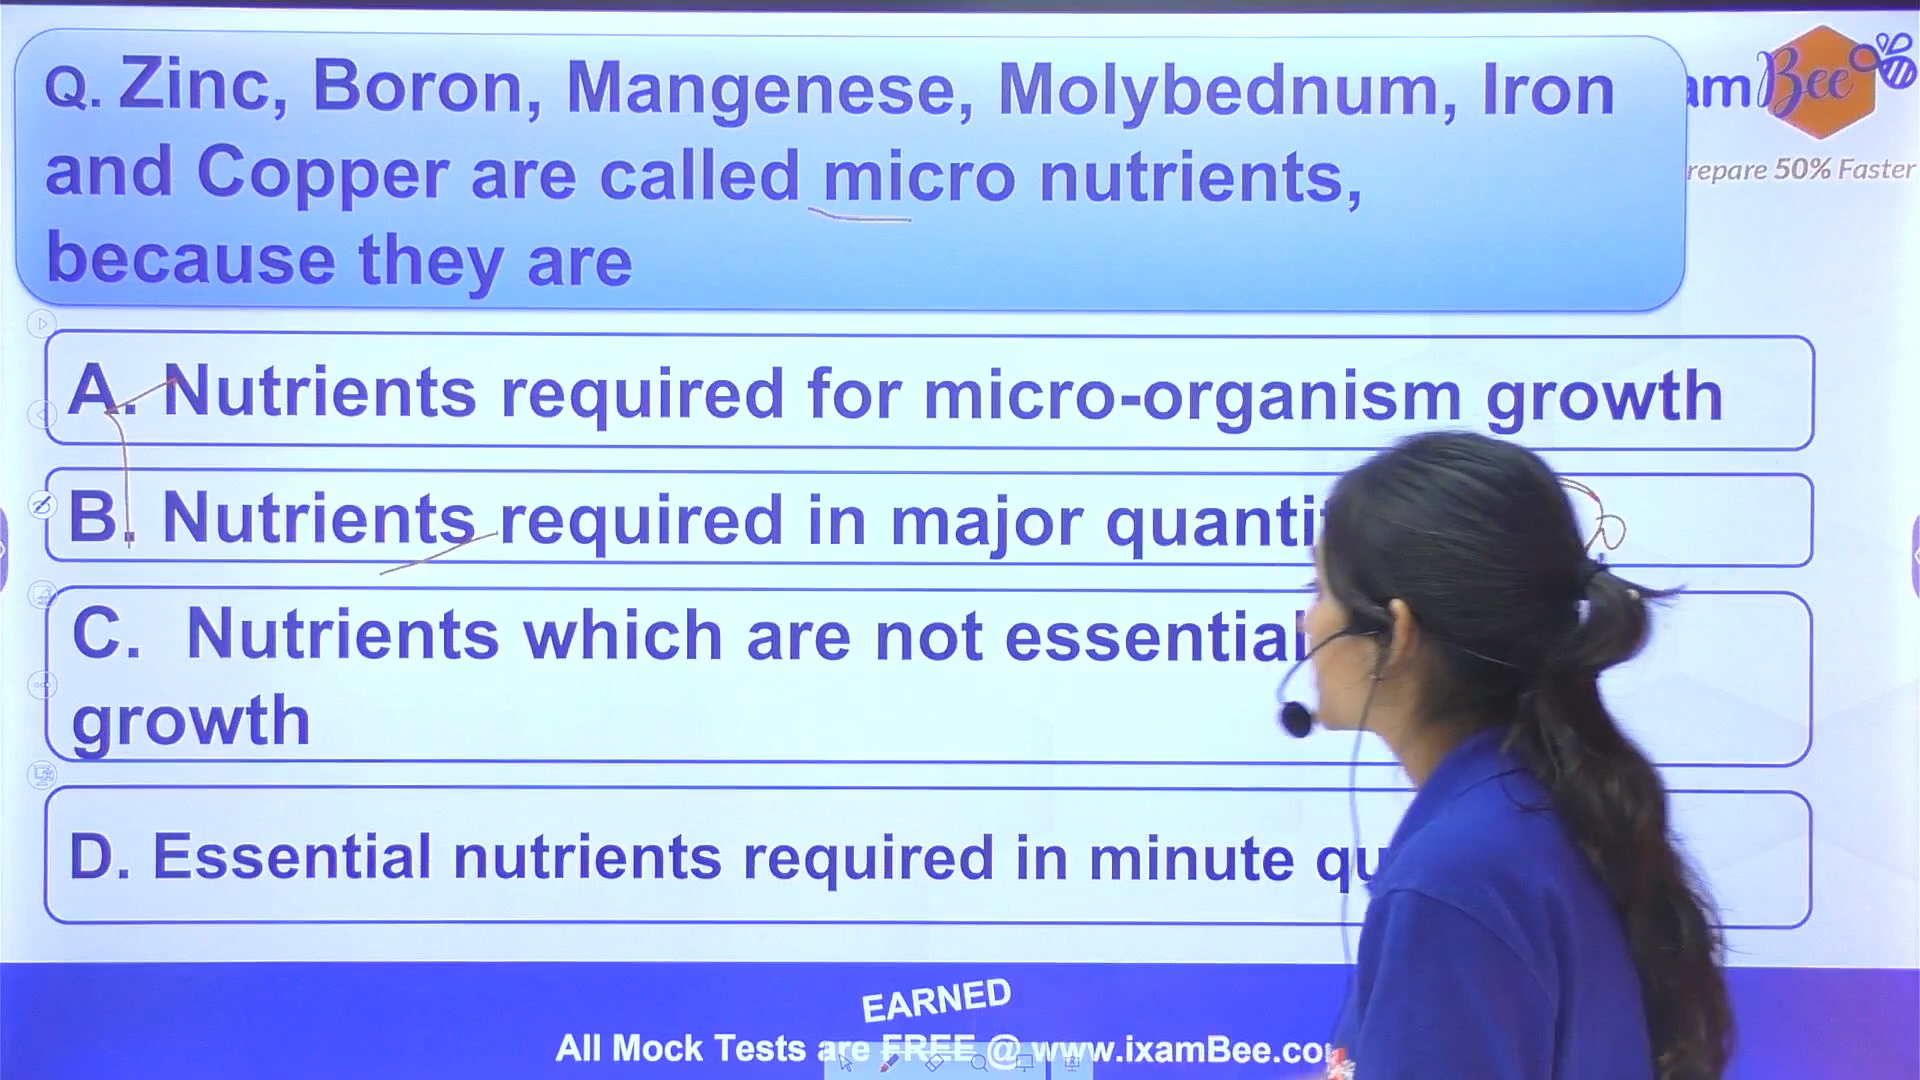 Q. Zinc, Boron, Mangenese, Molybednum, Iron
and Copper are called micro nutrients,
because they are
am Bee
repare 50% Faster
A. Nutrients required for micro-organism growth
B. Nutrients required in major quanti
C. Nutrients which are not essential
growth
D. Essential nutrients required in minute qu
EARNED
All Mock Tests are FREE @ www.ixamBee.co